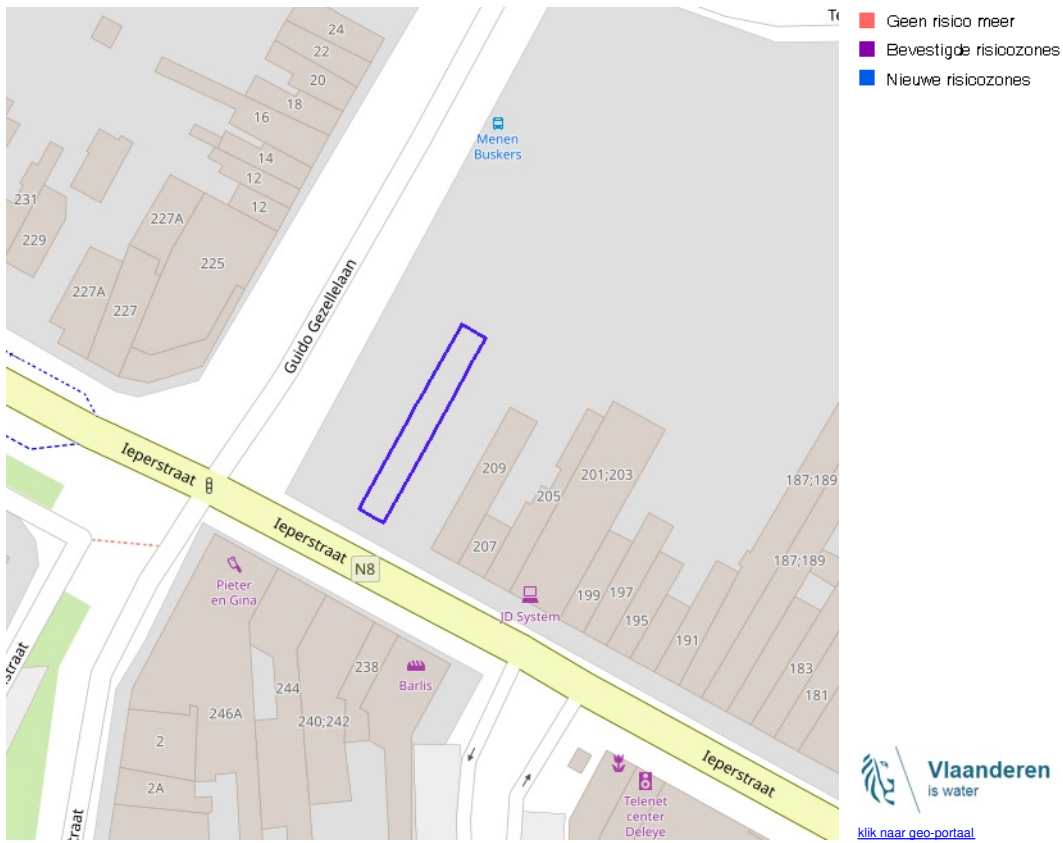 Geen risico meer
Bevestigde risicozones
Nieuwe risicozones
Te
24
22
20
18
16
14
12
12
231
229
227A
225
227A
227
Menen
Buskers
Guido Gezellelaan
Ieperstraat
Ieperstraat
N8
209
207
205
201;203
187;189
187;189
199
197
195
191
183
181
JD System
Pieter
en Gina
Barlis
238
244
240;242
246A
2
2A
straat
traat
Ieperstraat
Telenet
center
Deleye
Vlaanderen
is water
klik naar geo-portaal